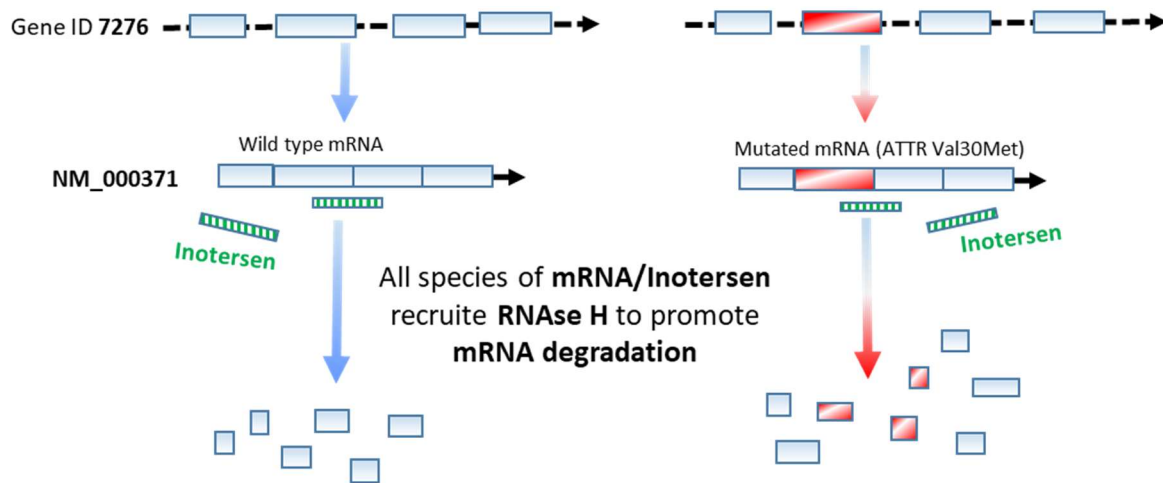 Gene ID 7276
Wild type mRNA
Mutated mRNA (ATTR Val30Met)
NM_000371
Inotersen
Inotersen
All species of mRNA/Inotersen
recruite RNAse H to promote
mRNA degradation